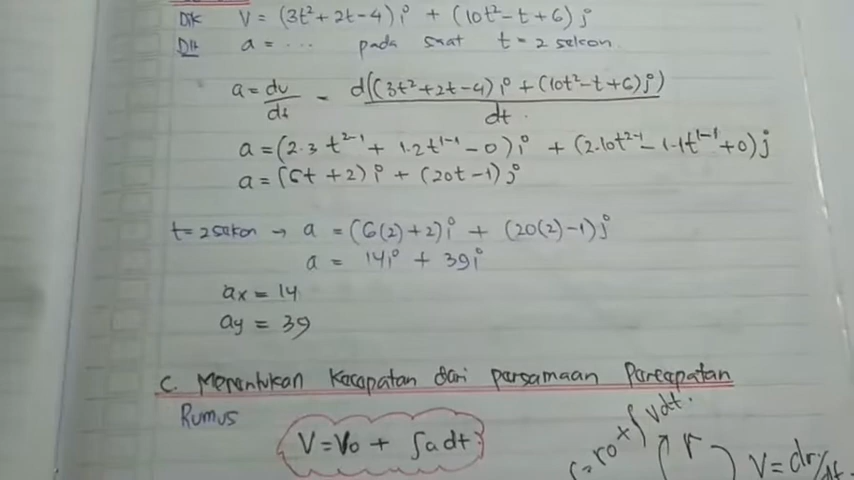 Dik V = (3t² + 2t - 4) i + (10t² - t + 6) j
Dit a = ... pada saat t = 2 sekon.
a = dv/dt = d((3t² + 2t - 4) i + (10t² - t + 6) j)/dt.
a = (2.3 t²⁻¹ + 1.2t¹⁻¹ - 0) i + (2.10t²⁻¹ - 1.1t¹⁻¹ + 0) j
a = (6t + 2) i + (20t - 1) j
t = 2 sekon → a = (6(2) + 2) i + (20(2) - 1) j
a = 14 i + 39 j
ax = 14
ay = 39
C. Menentukan Kecepatan dari persamaan Percepatan
Rumus
V = V₀ + ∫a dt
r₀ + ∫v dt.
r
V = dr/dt.